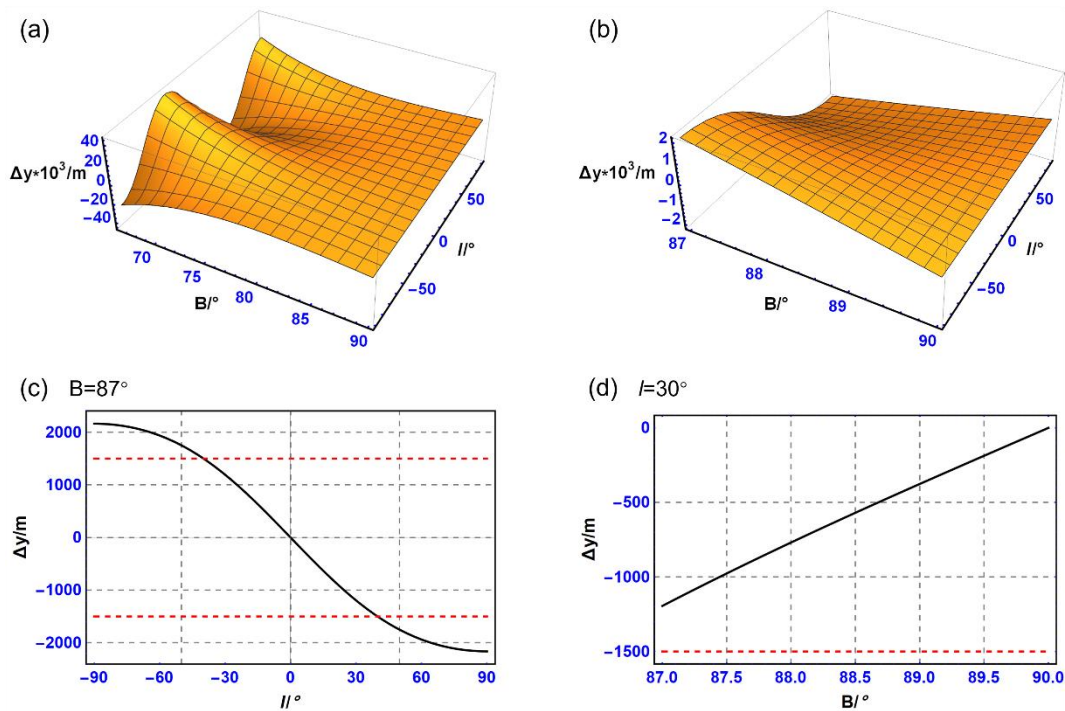 (a)
40
20
0
−20
−40
Δy*10³/m
70
75
80
85
90
B/°
−50
0
50
l/°
(b)
2
1
0
−1
−2
Δy*10³/m
87
88
89
90
B/°
−50
0
50
l/°
(c) B=87°
2000
1000
0
−1000
−2000
Δy/m
−90 −60 −30 0 30 60 90
l/°
(d) l=30°
0
−500
−1000
−1500
Δy/m
87.0 87.5 88.0 88.5 89.0 89.5 90.0
B/°